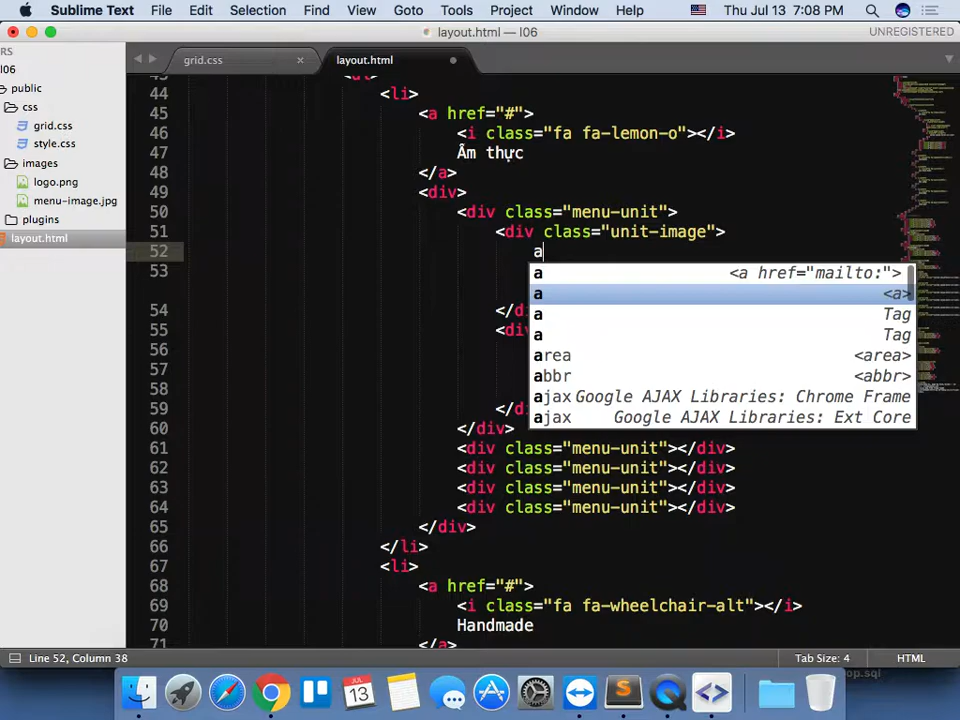 Sublime Text File Edit Selection Find View Goto Tools Project Window Help Thu Jul 13 7:08 PM
layout.html — l06 UNREGISTERED
RS
l06
public
css
grid.css
style.css
images
logo.png
menu-image.jpg
plugins
layout.html
grid.css × layout.html
44 <li>
45 <a href="#">
46 <i class="fa fa-lemon-o"></i>
47 Ẩm thực
48 </a>
49 <div>
50 <div class="menu-unit">
51 <div class="unit-image">
52 a
53
54 </d
55 <div
56
57
58
59 </d
60 </div>
61 <div class="menu-unit"></div>
62 <div class="menu-unit"></div>
63 <div class="menu-unit"></div>
64 <div class="menu-unit"></div>
65 </div>
66 </li>
67 <li>
68 <a href="#">
69 <i class="fa fa-wheelchair-alt"></i>
70 Handmade
71 </a>
a <a href="mailto:">
a <a>
a Tag
a Tag
area <area>
abbr <abbr>
ajax Google AJAX Libraries: Chrome Frame
ajax Google AJAX Libraries: Ext Core
Line 52, Column 38 Tab Size: 4 HTML
op.sql
JUL
13